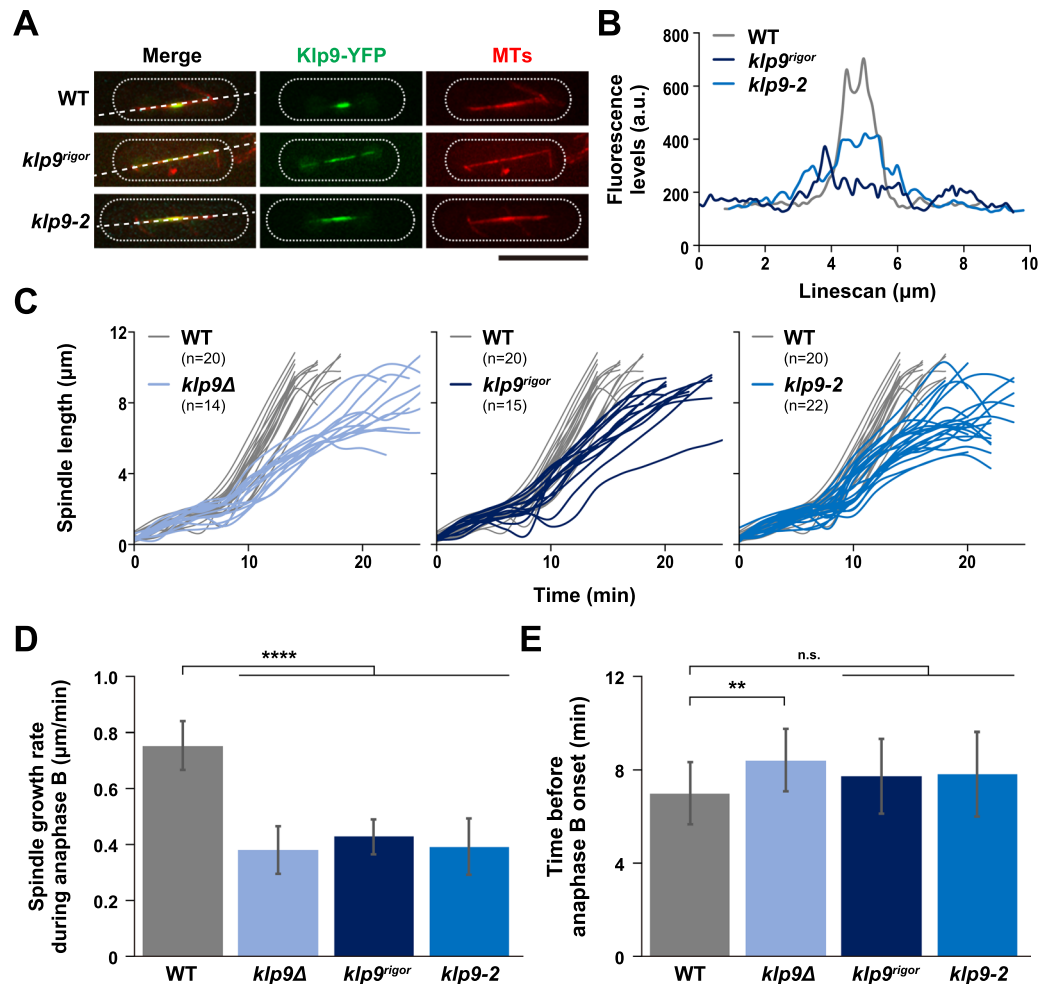 A
Merge Klp9-YFP MTs
WT
klp9rigor
klp9-2
B
Fluorescence levels (a.u.)
800
600
400
200
0
0 2 4 6 8 10
Linescan (µm)
WT
klp9rigor
klp9-2
C
Spindle length (µm)
12
8
4
0
WT
(n=20)
klp9Δ
(n=14)
0 10 20
WT
(n=20)
klp9rigor
(n=15)
0 10 20
WT
(n=20)
klp9-2
(n=22)
0 10 20
Time (min)
D
Spindle growth rate
during anaphase B (µm/min)
1.0
0.8
0.6
0.4
0.2
0
****
WT klp9Δ klp9rigor klp9-2
E
Time before
anaphase B onset (min)
12
8
4
0
n.s.
**
WT klp9Δ klp9rigor klp9-2